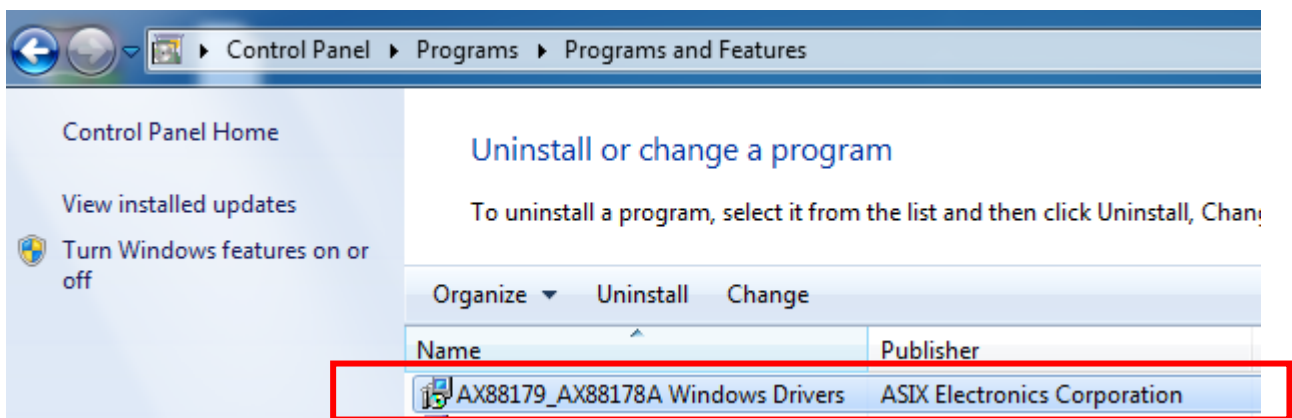 Control Panel ▸ Programs ▸ Programs and Features
Control Panel Home
View installed updates
Turn Windows features on or
off
Uninstall or change a program
To uninstall a program, select it from the list and then click Uninstall,
Organize Uninstall Change
Name Publisher
AX88179_AX88178A Windows Drivers ASIX Electronics Corporation